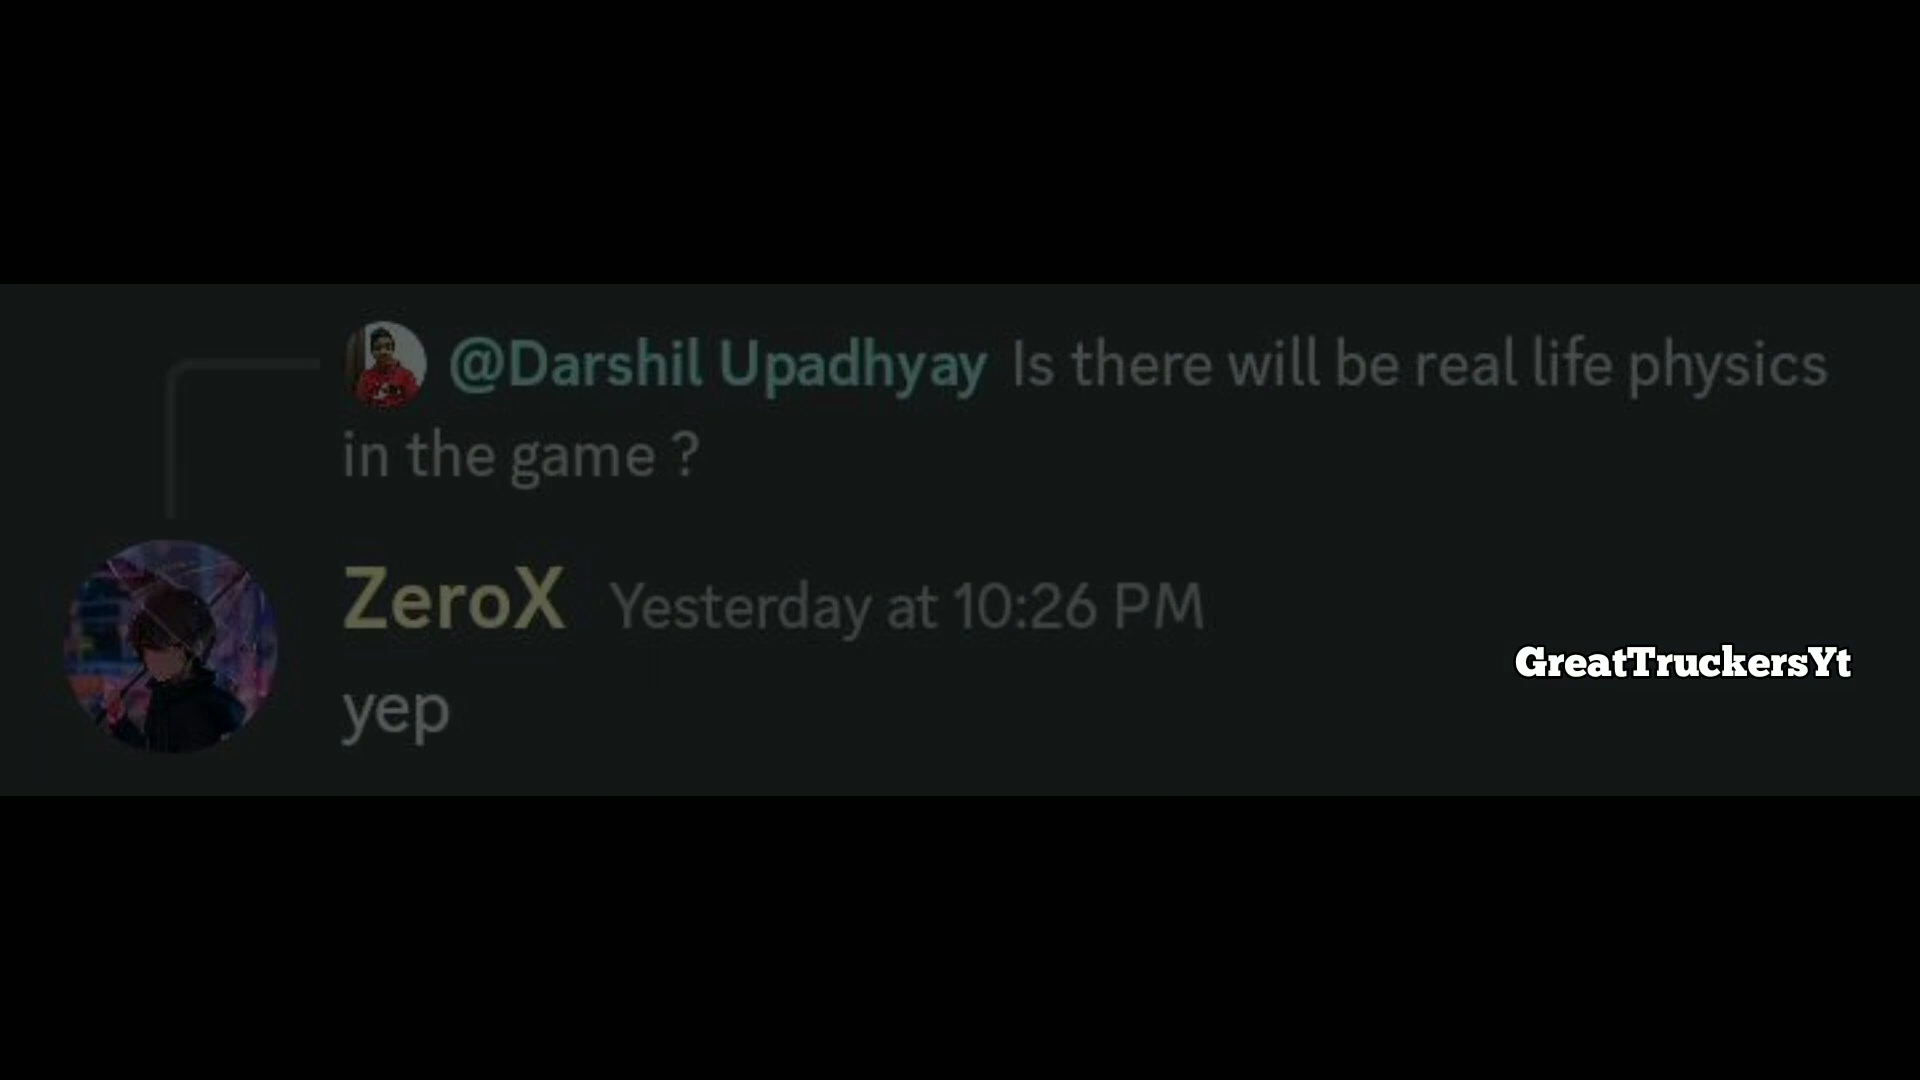 @Darshil Upadhyay Is there will be real life physics
in the game ?
ZeroX Yesterday at 10:26 PM
GreatTruckersYt
yep